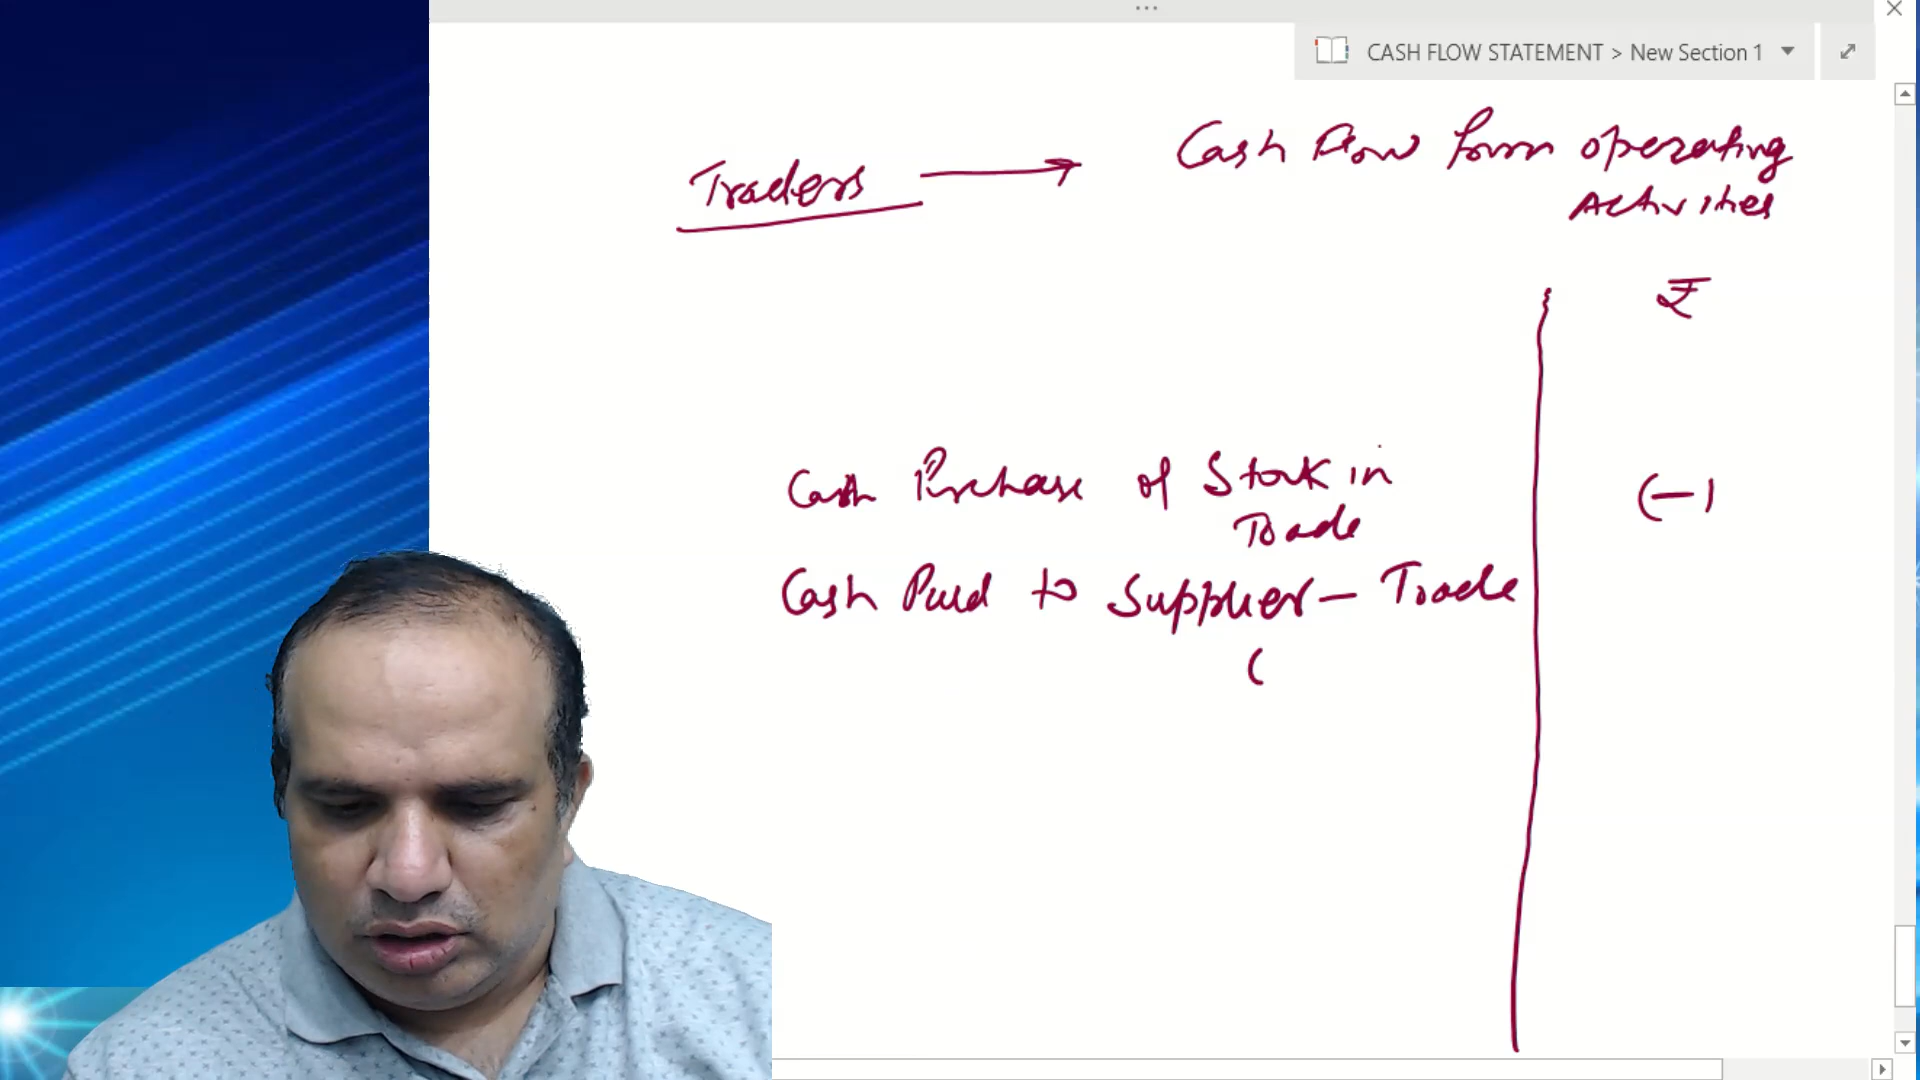 CASH FLOW STATEMENT > New Section 1
Traders → Cash Flow from operating
Activities
₹
Cash Purchase of Stock in
Trade
(-)
Cash Paid to Supplier - Trade
(